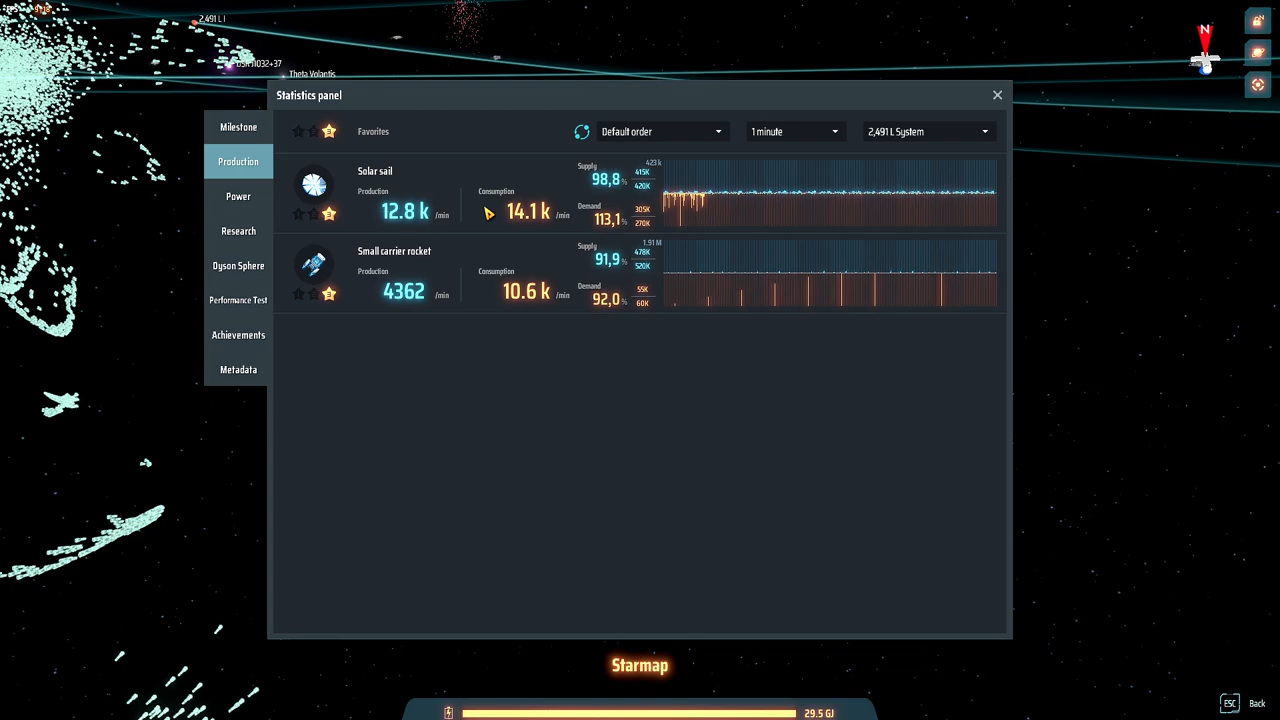 2,491 L I
Theta Volantis
Statistics panel
Milestone
Production
Power
Research
Dyson Sphere
Performance Test
Achievements
Metadata
Favorites
Default order
1 minute
2,491 L System
Solar sail
Production
12.8 k /min
Consumption
14.1 k /min
Supply
98,8 %
415K
420K
Demand
113,1 %
305K
270K
423 k
Small carrier rocket
Production
4362 /min
Consumption
10.6 k /min
Supply
91,9 %
478K
520K
Demand
92,0 %
55K
60K
1.91 M
Starmap
29.5 GJ
N
ESC Back